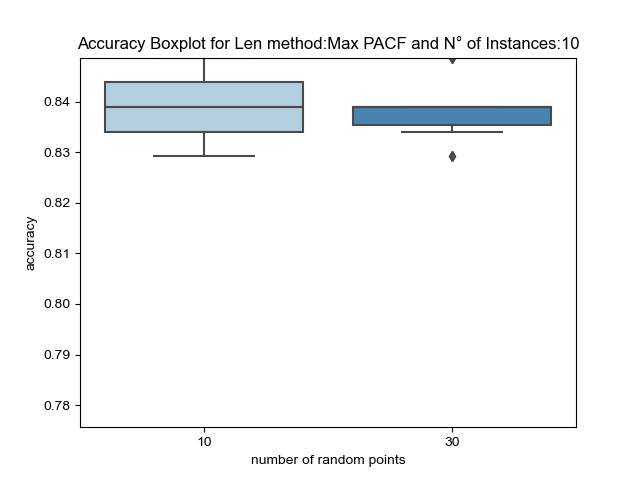 Accuracy Boxplot for Len method:Max PACF and N° of Instances:10
0.84
0.83
0.82
0.81
0.80
0.79
0.78
accuracy
10 30
number of random points